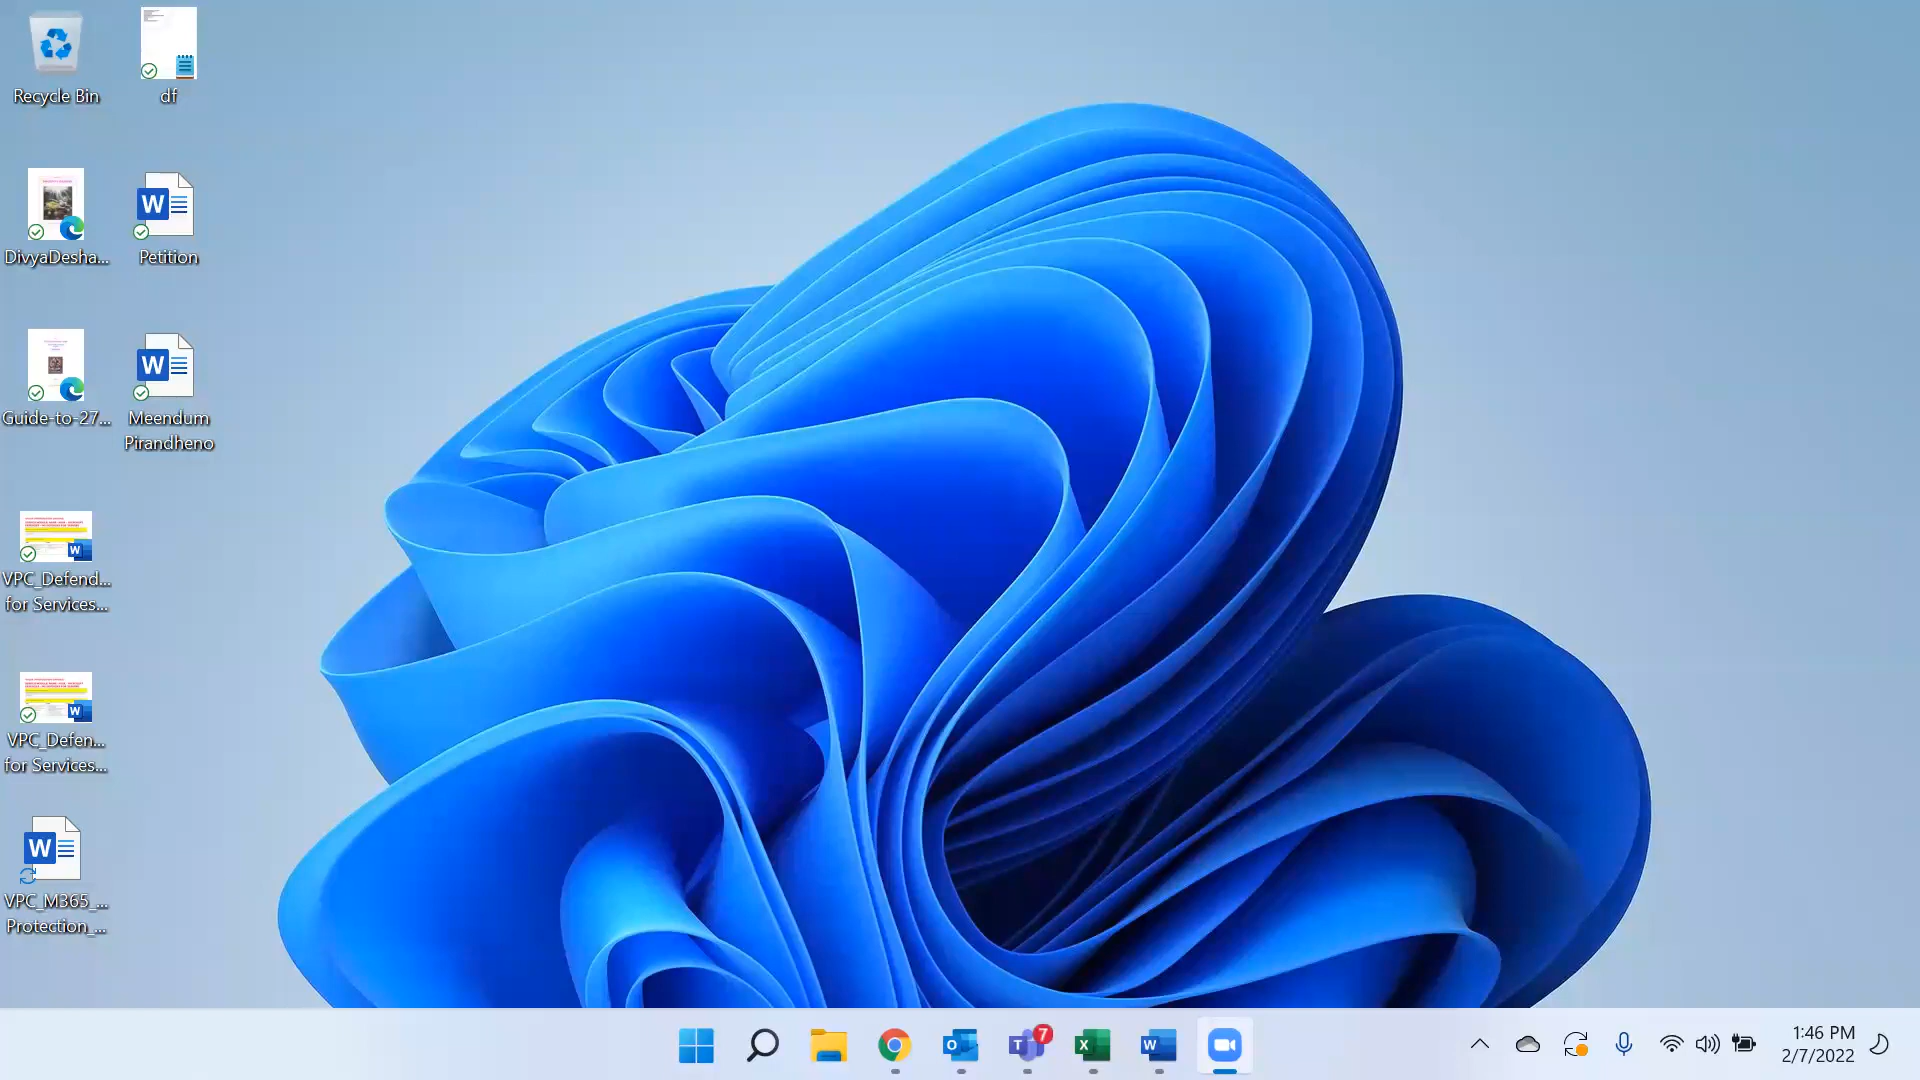 Recycle Bin
df
DivyaDesha...
Petition
Guide-to-27...
Meendum
Pirandheno
VPC_Defend...
for Services...
VPC_Defen...
for Services...
VPC_M365_...
Protection_...
7
1:46 PM
2/7/2022